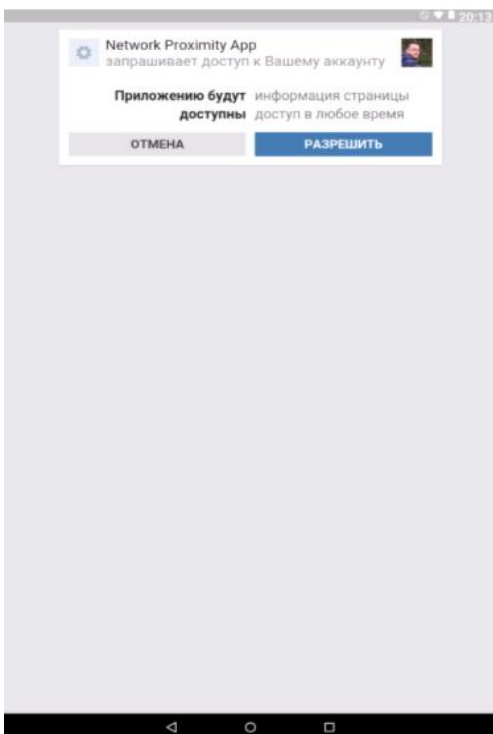 20:13
Network Proximity App
запрашивает доступ к Вашему аккаунту
Приложению будут информация страницы
доступны доступ в любое время
ОТМЕНА РАЗРЕШИТЬ